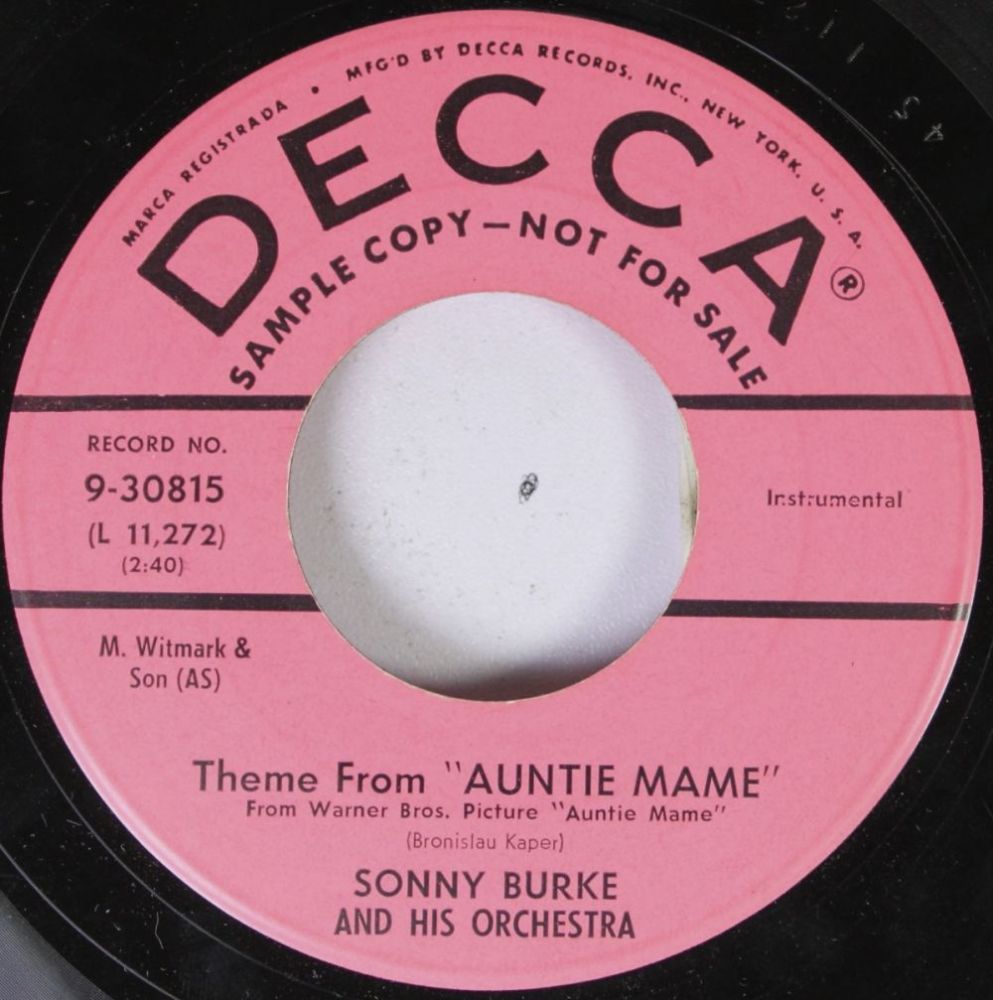 MARCA REGISTRADA • MFG'D BY DECCA RECORDS, INC., NEW YORK, U. S. A.
DECCA®
SAMPLE COPY—NOT FOR SALE
RECORD NO.
9-30815
(L 11,272)
(2:40)
Instrumental
M. Witmark &
Son (AS)
Theme From "AUNTIE MAME"
From Warner Bros. Picture "Auntie Mame"
(Bronislau Kaper)
SONNY BURKE
AND HIS ORCHESTRA